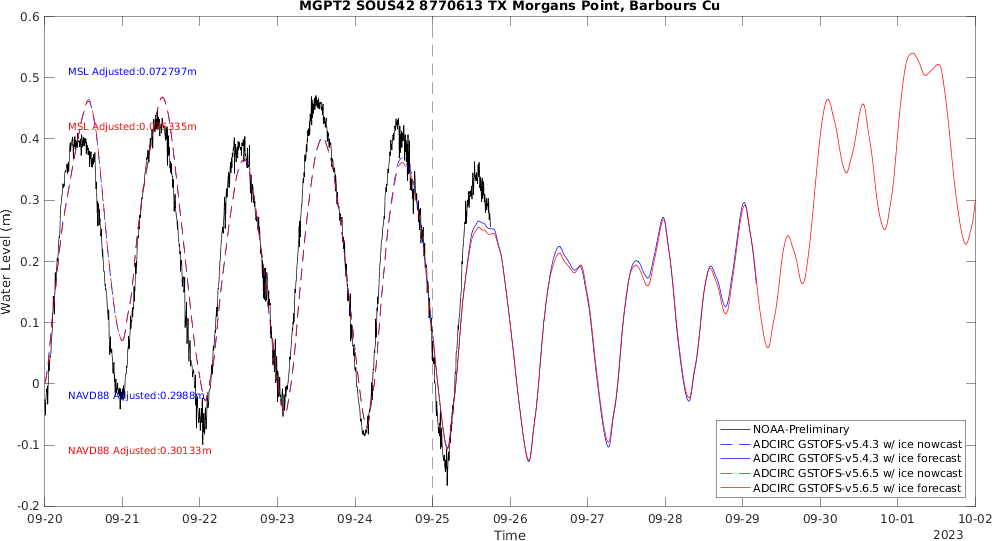 MGPT2 SOUS42 8770613 TX Morgans Point, Barbours Cu
Water Level (m)
0.6
0.5
0.4
0.3
0.2
0.1
0
-0.1
-0.2
MSL Adjusted:0.072797m
MSL Adjusted: 335m
NAVD88 Adjusted:0.2988m
NAVD88 Adjusted:0.30133m
NOAA-Preliminary
ADCIRC GSTOFS-v5.4.3 w/ ice nowcast
ADCIRC GSTOFS-v5.4.3 w/ ice forecast
ADCIRC GSTOFS-v5.6.5 w/ ice nowcast
ADCIRC GSTOFS-v5.6.5 w/ ice forecast
09-20 09-21 09-22 09-23 09-24 09-25 09-26 09-27 09-28 09-29 09-30 10-01 10-02
Time
2023